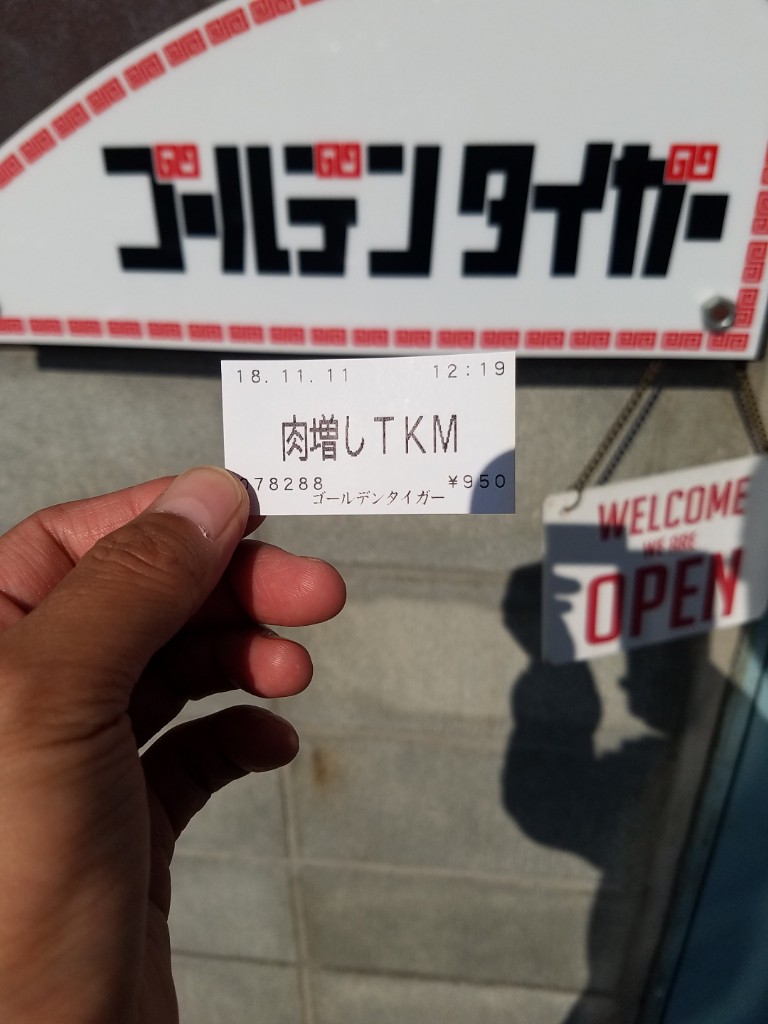 ゴールデンタイガー
18.11.11 12:19
肉増しTKM
078288 ¥950
ゴールデンタイガー
WELCOME
WE ARE
OPEN